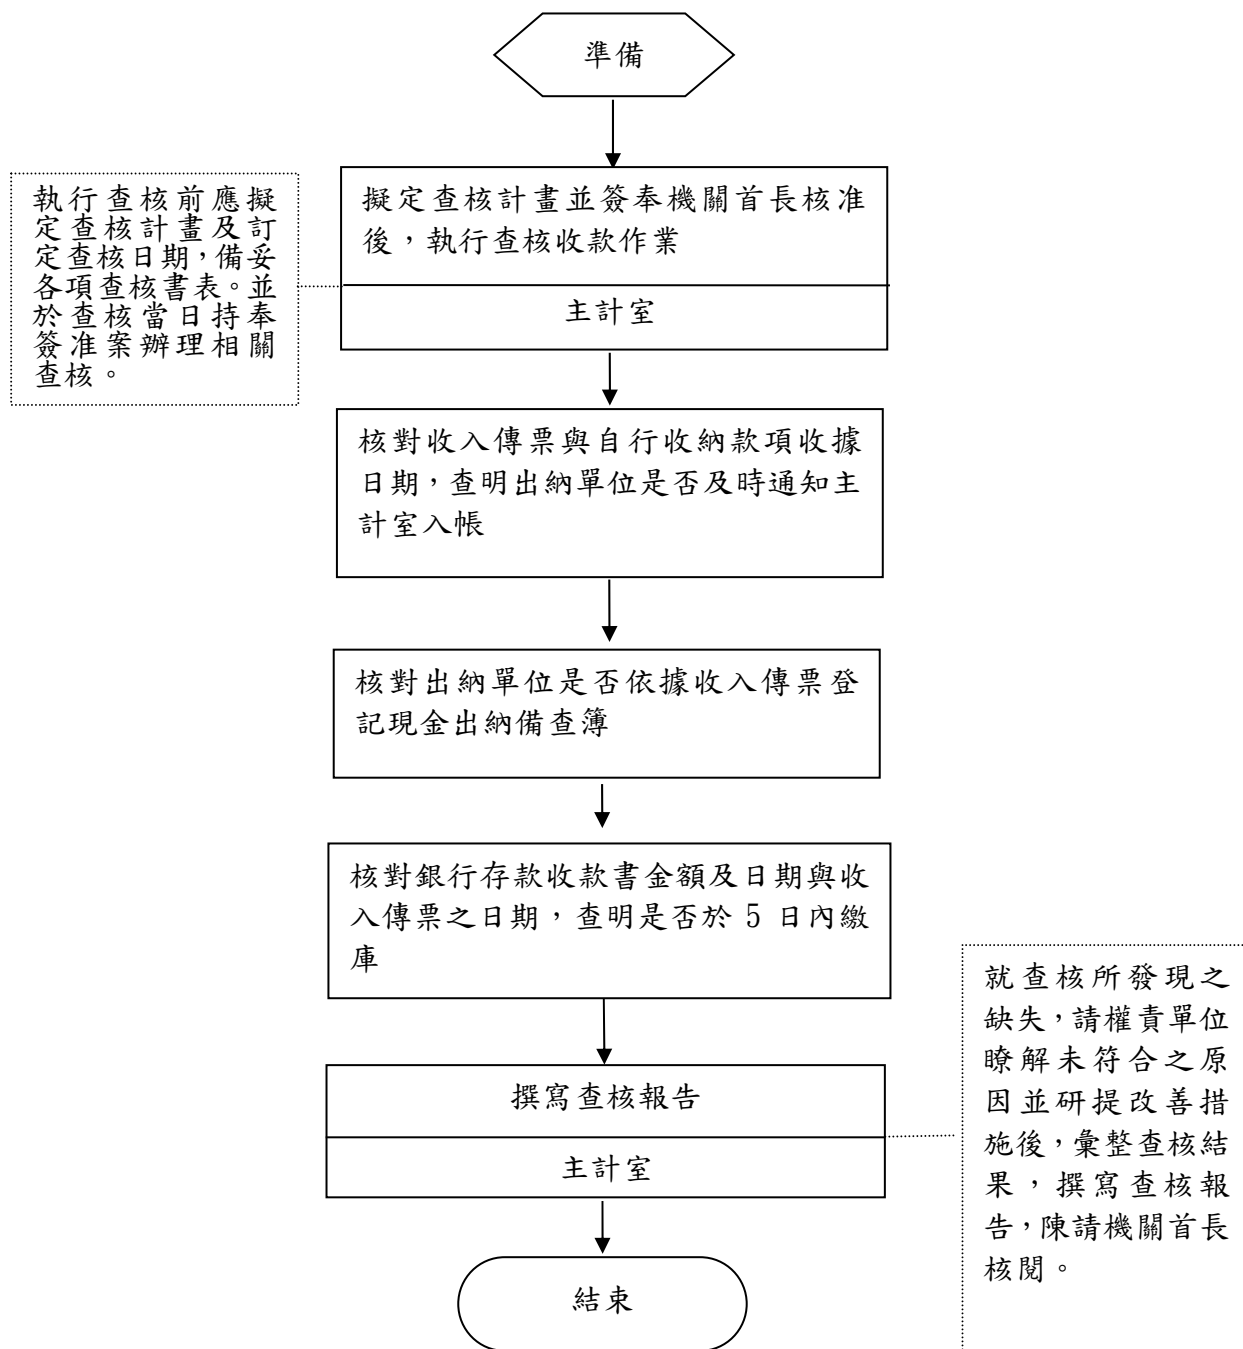 準備
擬定查核計畫並簽奉機關首長核准
後，執行查核收款作業
主計室
執行查核前應擬
定查核計畫及訂
定查核日期，備妥
各項查核書表。並
於查核當日持奉
簽准案辦理相關
查核。
核對收入傳票與自行收納款項收據
日期，查明出納單位是否及時通知主
計室入帳
核對出納單位是否依據收入傳票登
記現金出納備查簿
核對銀行存款收款書金額及日期與收
入傳票之日期，查明是否於 5 日內繳
庫
撰寫查核報告
主計室
就查核所發現之
缺失，請權責單位
瞭解未符合之原
因並研提改善措
施後，彙整查核結
果，撰寫查核報
告，陳請機關首長
核閱。
結束